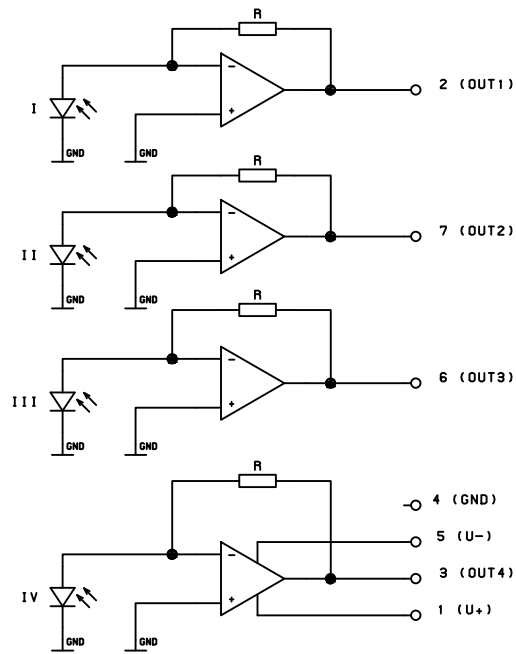 R
−
2 (OUT1)
I
+
GND
GND
R
−
7 (OUT2)
II
+
GND
GND
R
−
6 (OUT3)
III
+
GND
GND
R
4 (GND)
5 (U-)
−
3 (OUT4)
IV
+
1 (U+)
GND
GND